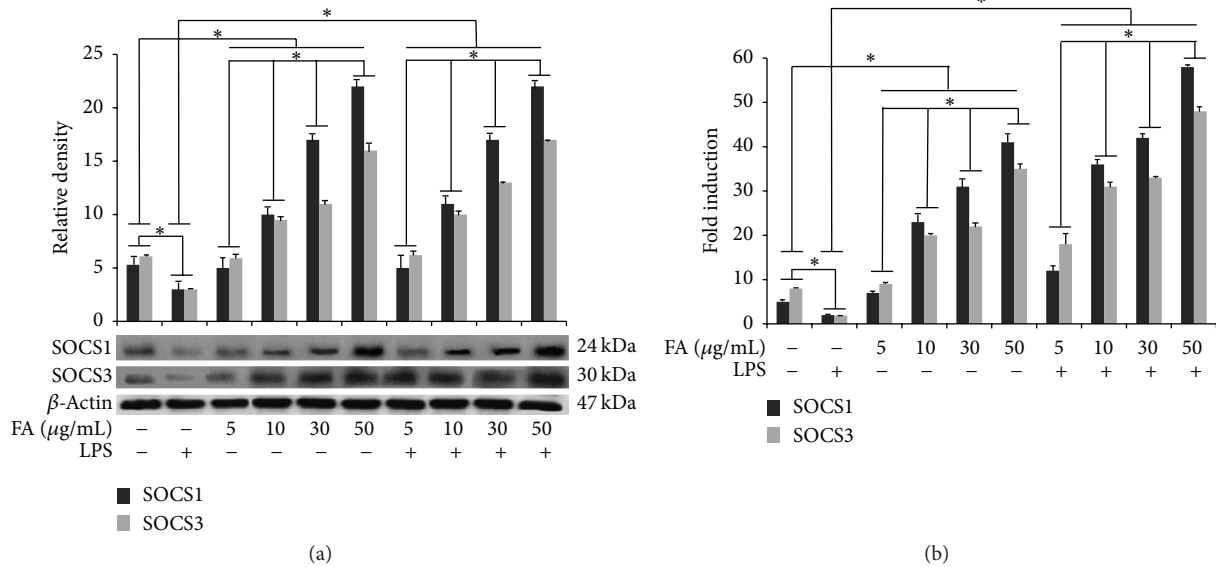 * *
* *
* * *
*
25
20
15
10
5
0
Relative density
SOCS1 24 kDa
SOCS3 30 kDa
β-Actin 47 kDa
FA (μg/mL) – – 5 10 30 50 5 10 30 50
LPS – + – – – – + + + +
SOCS1
SOCS3
(a)
*
* *
*
*
60
50
40
30
20
10
0
Fold induction
FA (μg/mL) – – 5 10 30 50 5 10 30 50
LPS – + – – – – + + + +
SOCS1
SOCS3
(b)